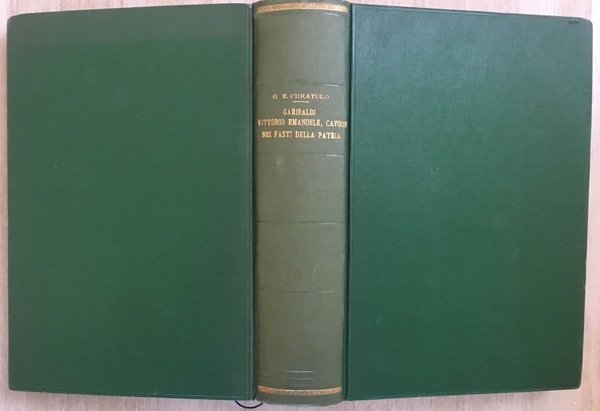 G. E. CURATULO
GARIBALDI
VITTORIO EMANUELE, CAVOUR
NEI FASTI DELLA PATRIA